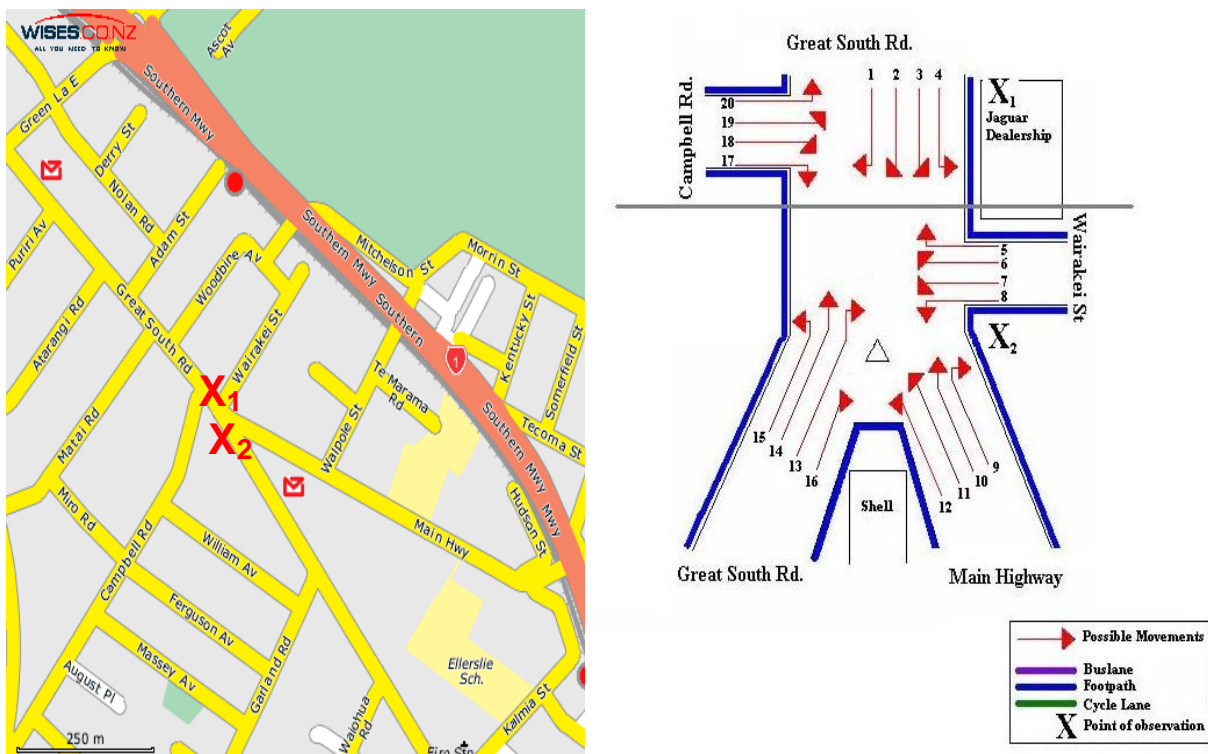 WISES.CO.NZ
ALL YOU NEED TO KNOW
Ascot Av
Southern Mwy
Green La E
Derry St
Nolan Rd
Adam St
Puriri Av
Woodbine Av
Southern Mwy
Mitchelson St
Morrin St
Southern
Great South Rd
Wairakei St
Atarangi Rd
Kentucky St
Somerfield St
1
Te Marama Rd
Southern Mwy
Matai Rd
Walpole St
Tecoma St
X1
X2
Southern Mwy
Hudson St
Miro Rd
Main Hwy
Campbell Rd
William Av
Ferguson Av
Massey Av
Garland Rd
Ellerslie
Sch.
August Pl
Kalmia St
Waiohua Rd
Fire Stn
250 m
Great South Rd.
1 2 3 4
Campbell Rd.
20
19
18
17
X1
Jaguar
Dealership
Wairakei St
5
6
7
8
X2
15
14
13
16
9
10
11
12
Shell
Great South Rd.
Main Highway
Possible Movements
Buslane
Footpath
Cycle Lane
X Point of observation